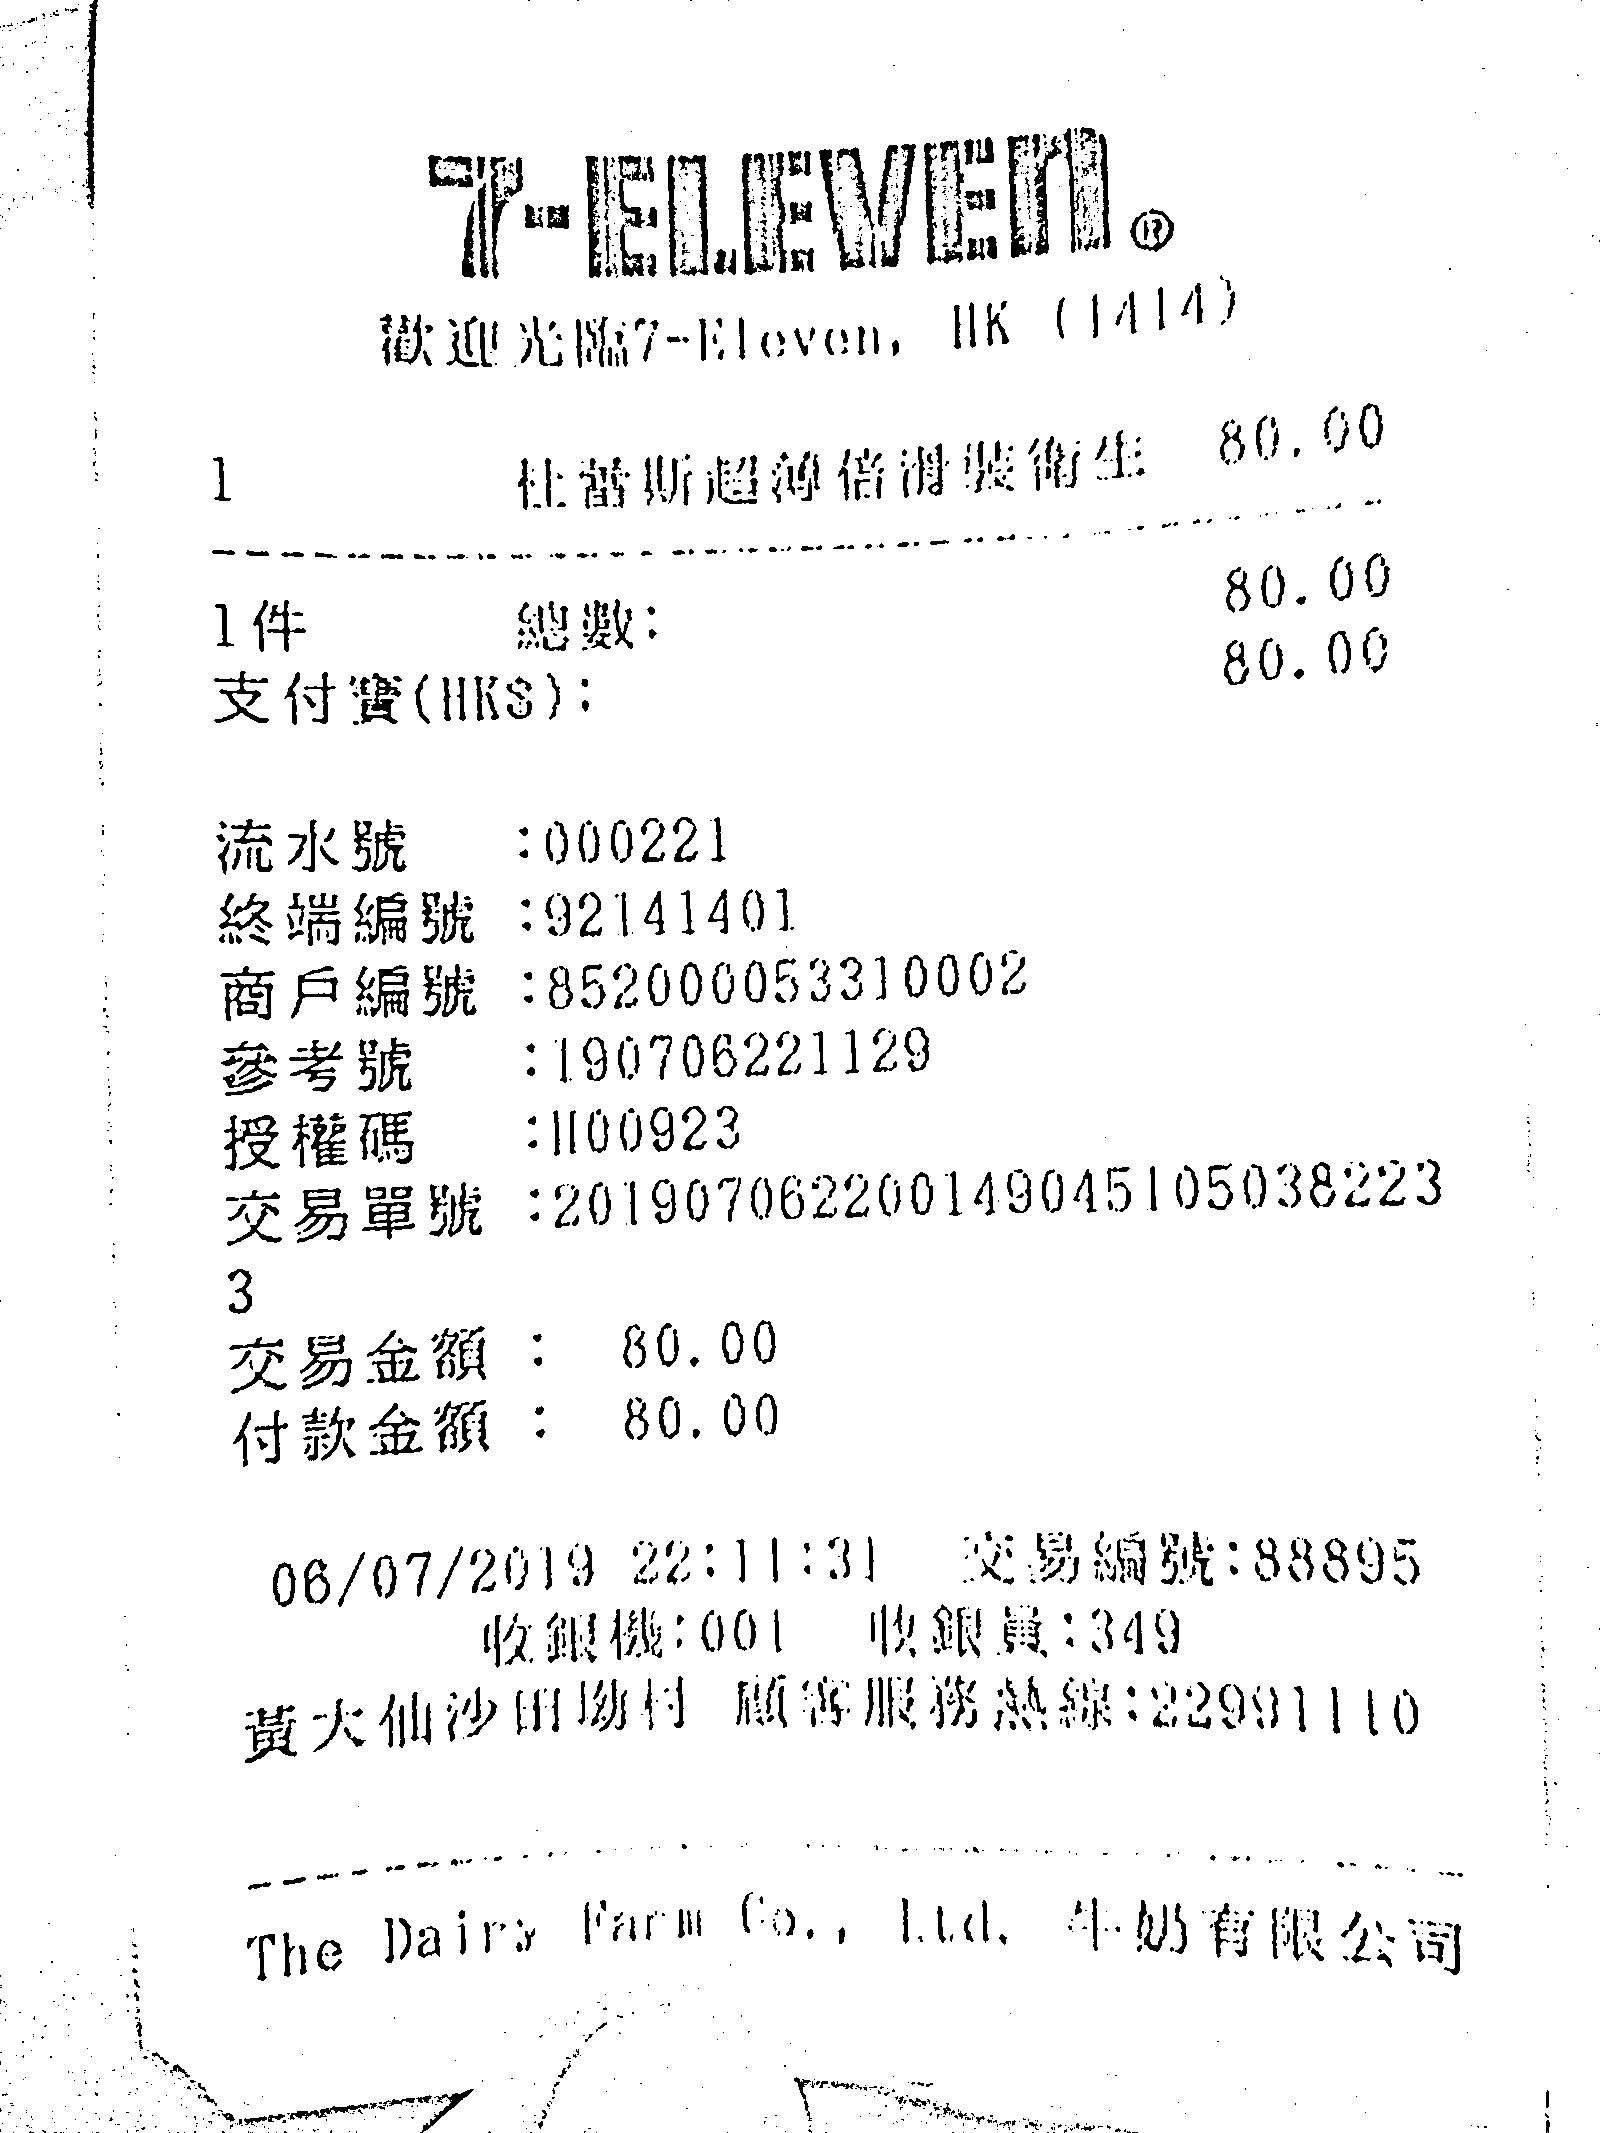 7-ELEVEn®
歡迎光臨7-Eleven, HK (1414)
1 杜蕾斯超薄倍滑裝衛生 80.00
1件 總數: 80.00
支付寶(HK$): 80.00
流水號 :000221
終端編號 :92141401
商戶編號 :852000053310002
參考號 :190706221129
授權碼 :H00923
交易單號 :201907062200149045105038223
3
交易金額 : 80.00
付款金額 : 80.00
06/07/2019 22:11:31 交易編號:88895
收銀機:001 收銀員:349
黃大仙沙田坳村 顧客服務熱線:22991110
The Dairy Farm Co., Ltd. 牛奶有限公司